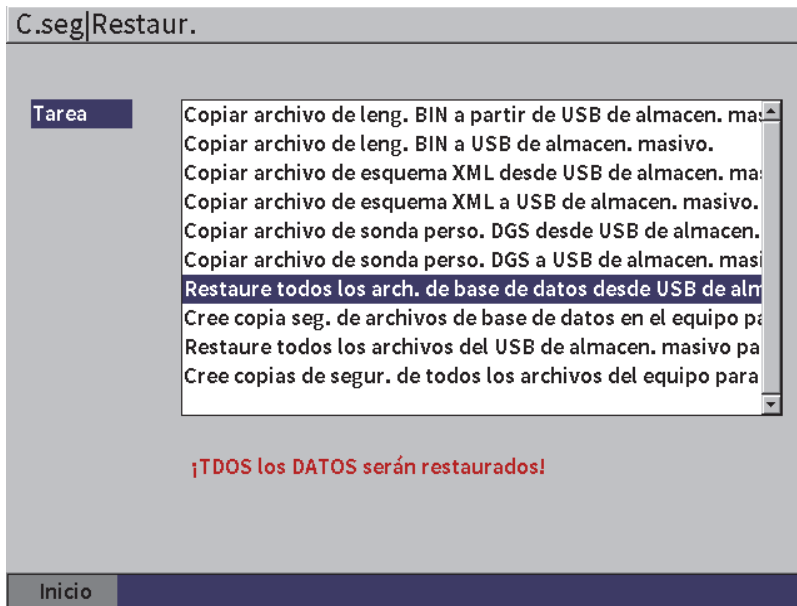 C.seg|Restaur.
Tarea
Copiar archivo de leng. BIN a partir de USB de almacen. mas
Copiar archivo de leng. BIN a USB de almacen. masivo.
Copiar archivo de esquema XML desde USB de almacen. mas
Copiar archivo de esquema XML a USB de almacen. masivo.
Copiar archivo de sonda perso. DGS desde USB de almacen.
Copiar archivo de sonda perso. DGS a USB de almacen. masi
Restaure todos los arch. de base de datos desde USB de alm
Cree copia seg. de archivos de base de datos en el equipo pa
Restaure todos los archivos del USB de almacen. masivo pa
Cree copias de segur. de todos los archivos del equipo para
¡TDOS los DATOS serán restaurados!
Inicio